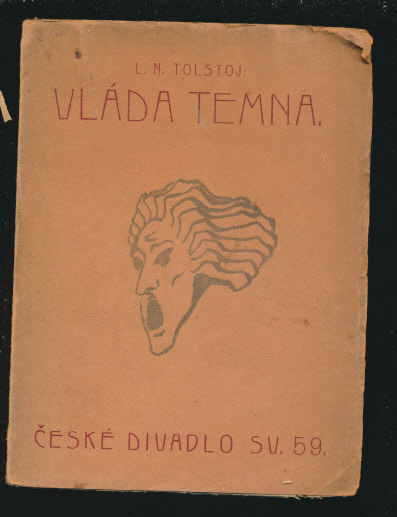 L. N. TOLSTOJ:
VLÁDA TEMNA.
ČESKÉ DIVADLO SV. 59.